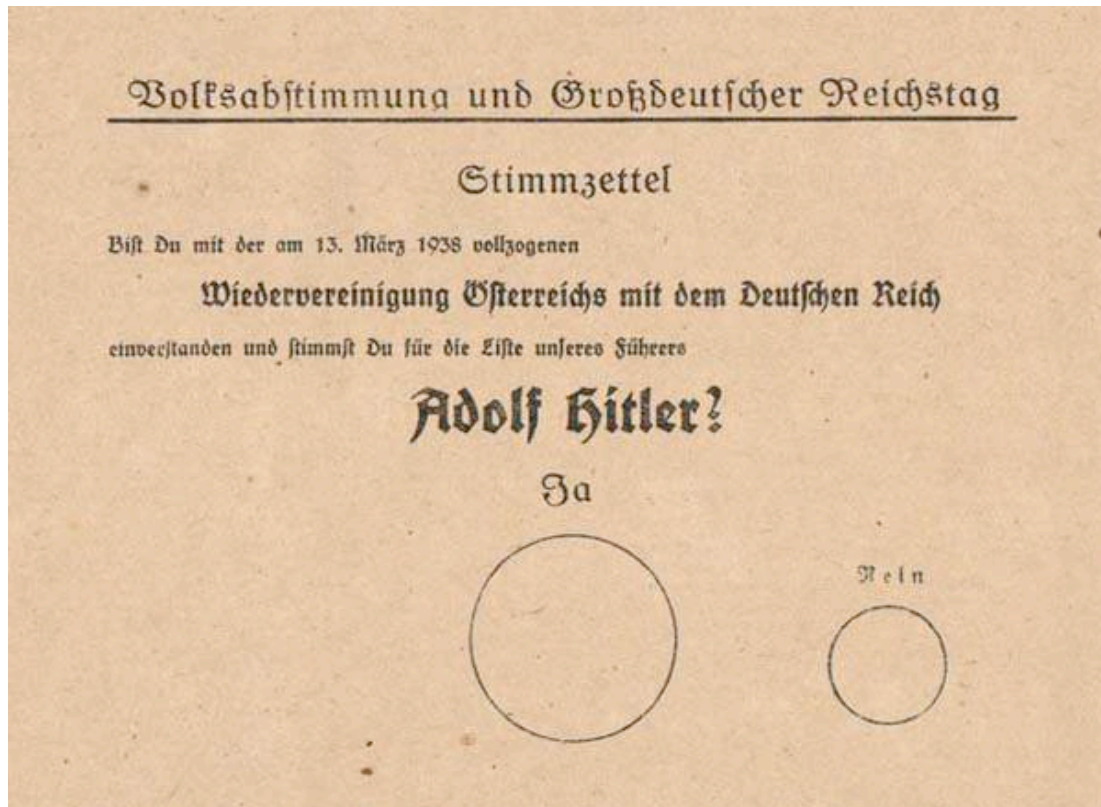 Volksabstimmung und Großdeutscher Reichstag
Stimmzettel
Bist Du mit der am 13. März 1938 vollzogenen
Wiedervereinigung Österreichs mit dem Deutschen Reich
einverstanden und stimmst Du für die Liste unseres Führers
Adolf Hitler?
Ja
Nein